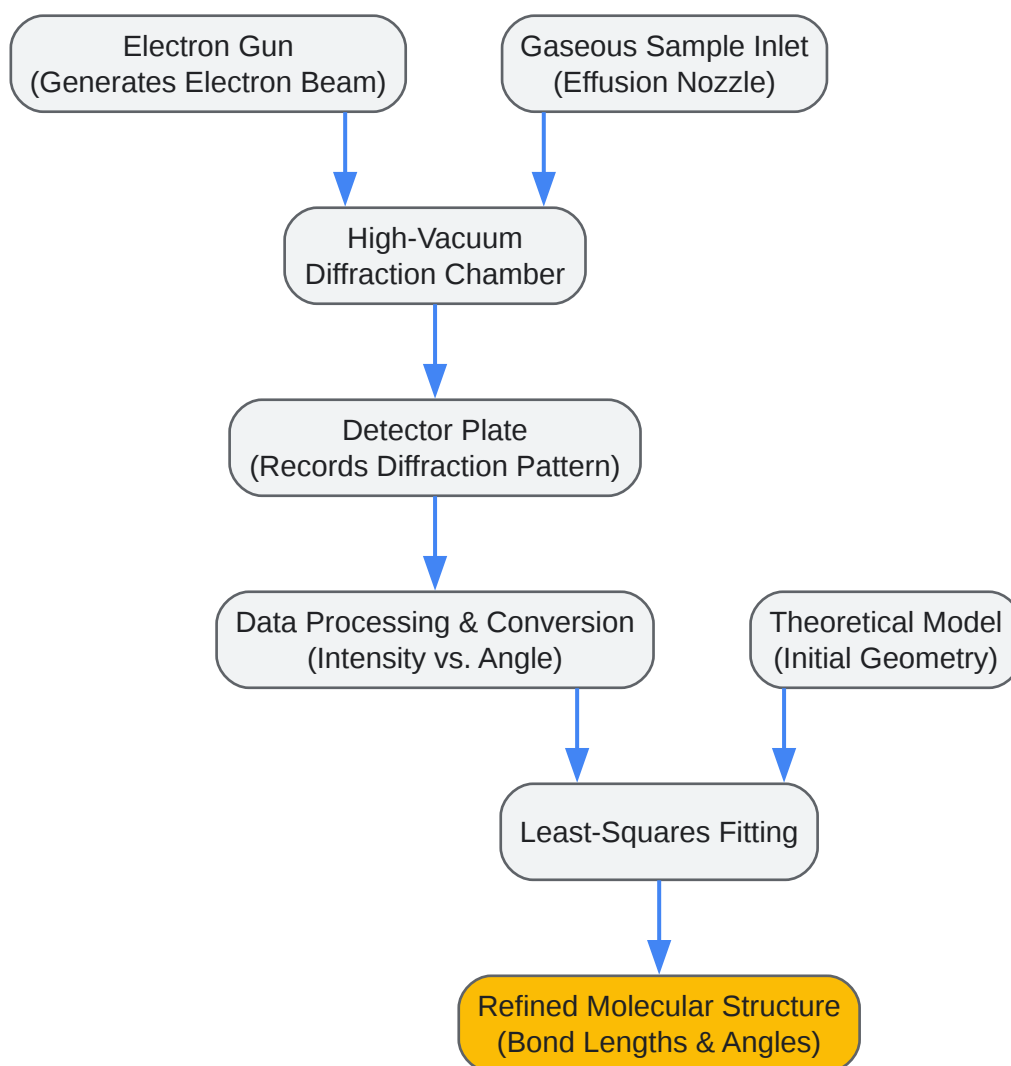 Electron Gun
(Generates Electron Beam)
Gaseous Sample Inlet
(Effusion Nozzle)
High-Vacuum
Diffraction Chamber
Detector Plate
(Records Diffraction Pattern)
Data Processing & Conversion
(Intensity vs. Angle)
Theoretical Model
(Initial Geometry)
Least-Squares Fitting
Refined Molecular Structure
(Bond Lengths & Angles)